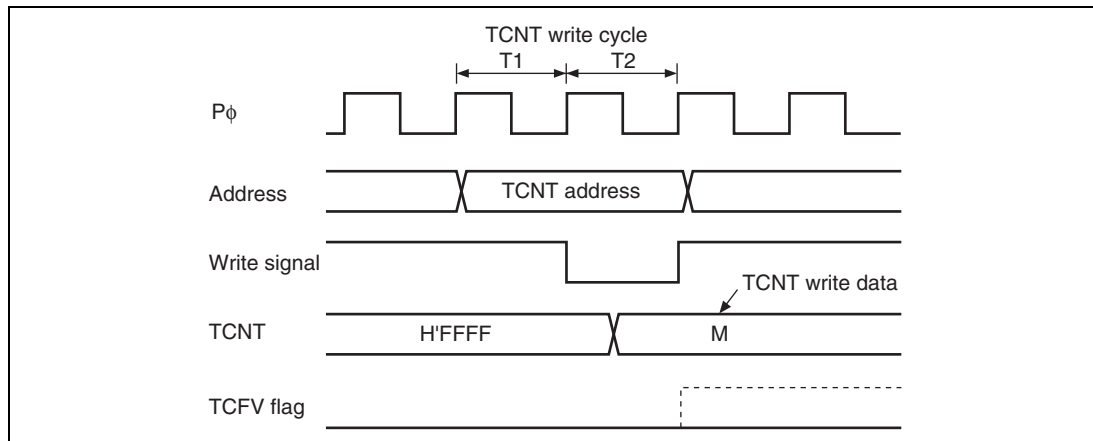 TCNT write cycle
T1 T2
Pϕ
Address TCNT address
Write signal
TCNT write data
TCNT H'FFFF M
TCFV flag